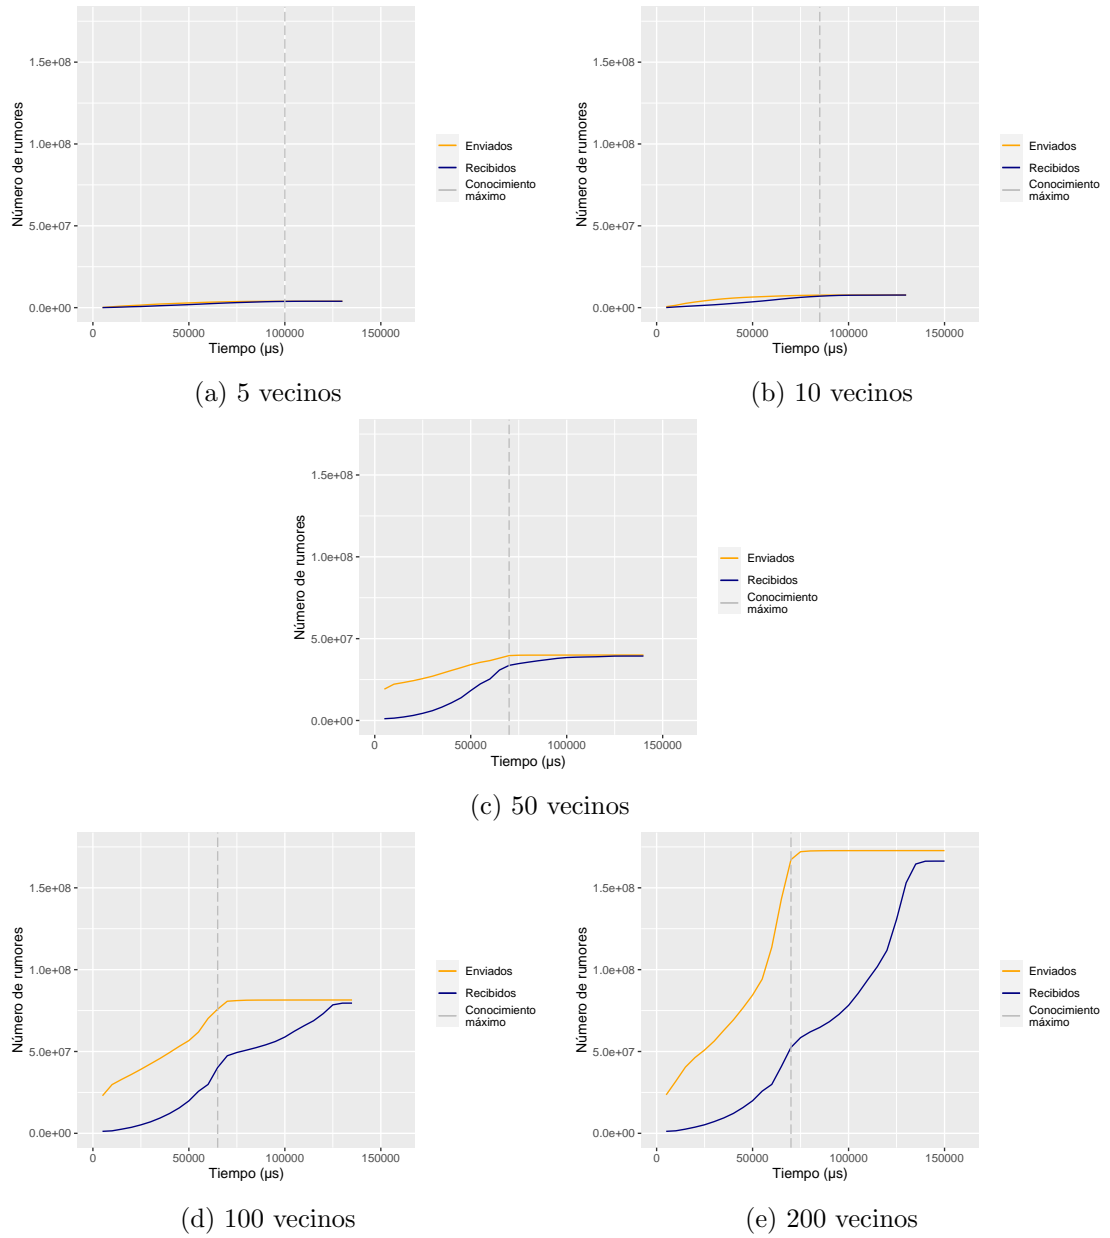 1.5e+08
1.0e+08
5.0e+07
0.0e+00
Número de rumores
0 50000 100000 150000
Tiempo (µs)
Enviados
Recibidos
Conocimiento
máximo
(a) 5 vecinos
1.5e+08
1.0e+08
5.0e+07
0.0e+00
Número de rumores
0 50000 100000 150000
Tiempo (µs)
Enviados
Recibidos
Conocimiento
máximo
(b) 10 vecinos
1.5e+08
1.0e+08
5.0e+07
0.0e+00
Número de rumores
0 50000 100000 150000
Tiempo (µs)
Enviados
Recibidos
Conocimiento
máximo
(c) 50 vecinos
1.5e+08
1.0e+08
5.0e+07
0.0e+00
Número de rumores
0 50000 100000 150000
Tiempo (µs)
Enviados
Recibidos
Conocimiento
máximo
(d) 100 vecinos
1.5e+08
1.0e+08
5.0e+07
0.0e+00
Número de rumores
0 50000 100000 150000
Tiempo (µs)
Enviados
Recibidos
Conocimiento
máximo
(e) 200 vecinos